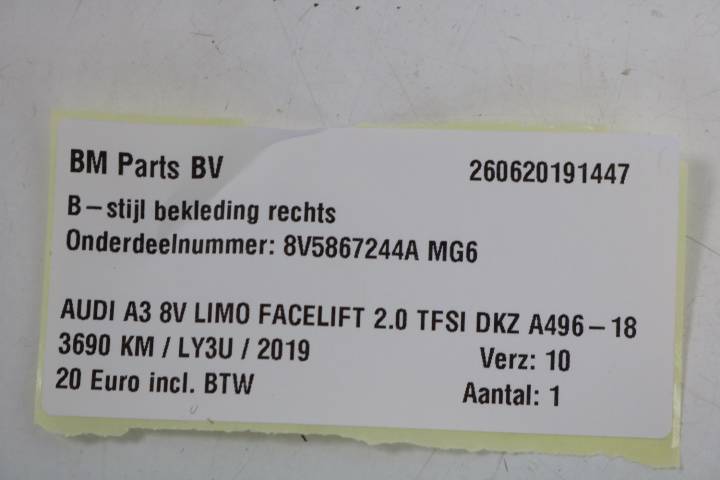 BM Parts BV 260620191447
B-stijl bekleding rechts
Onderdeelnummer: 8V5867244A MG6
AUDI A3 8V LIMO FACELIFT 2.0 TFSI DKZ A496-18
3690 KM / LY3U / 2019 Verz: 10
20 Euro incl. BTW Aantal: 1